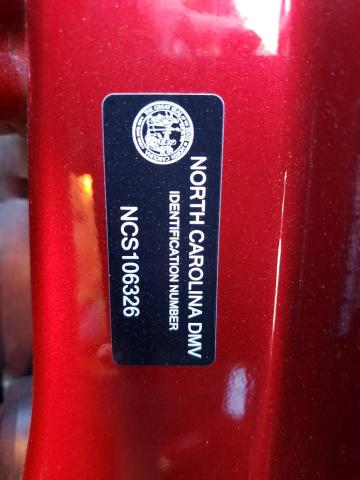 NORTH CAROLINA DMV
IDENTIFICATION NUMBER
NCS106326